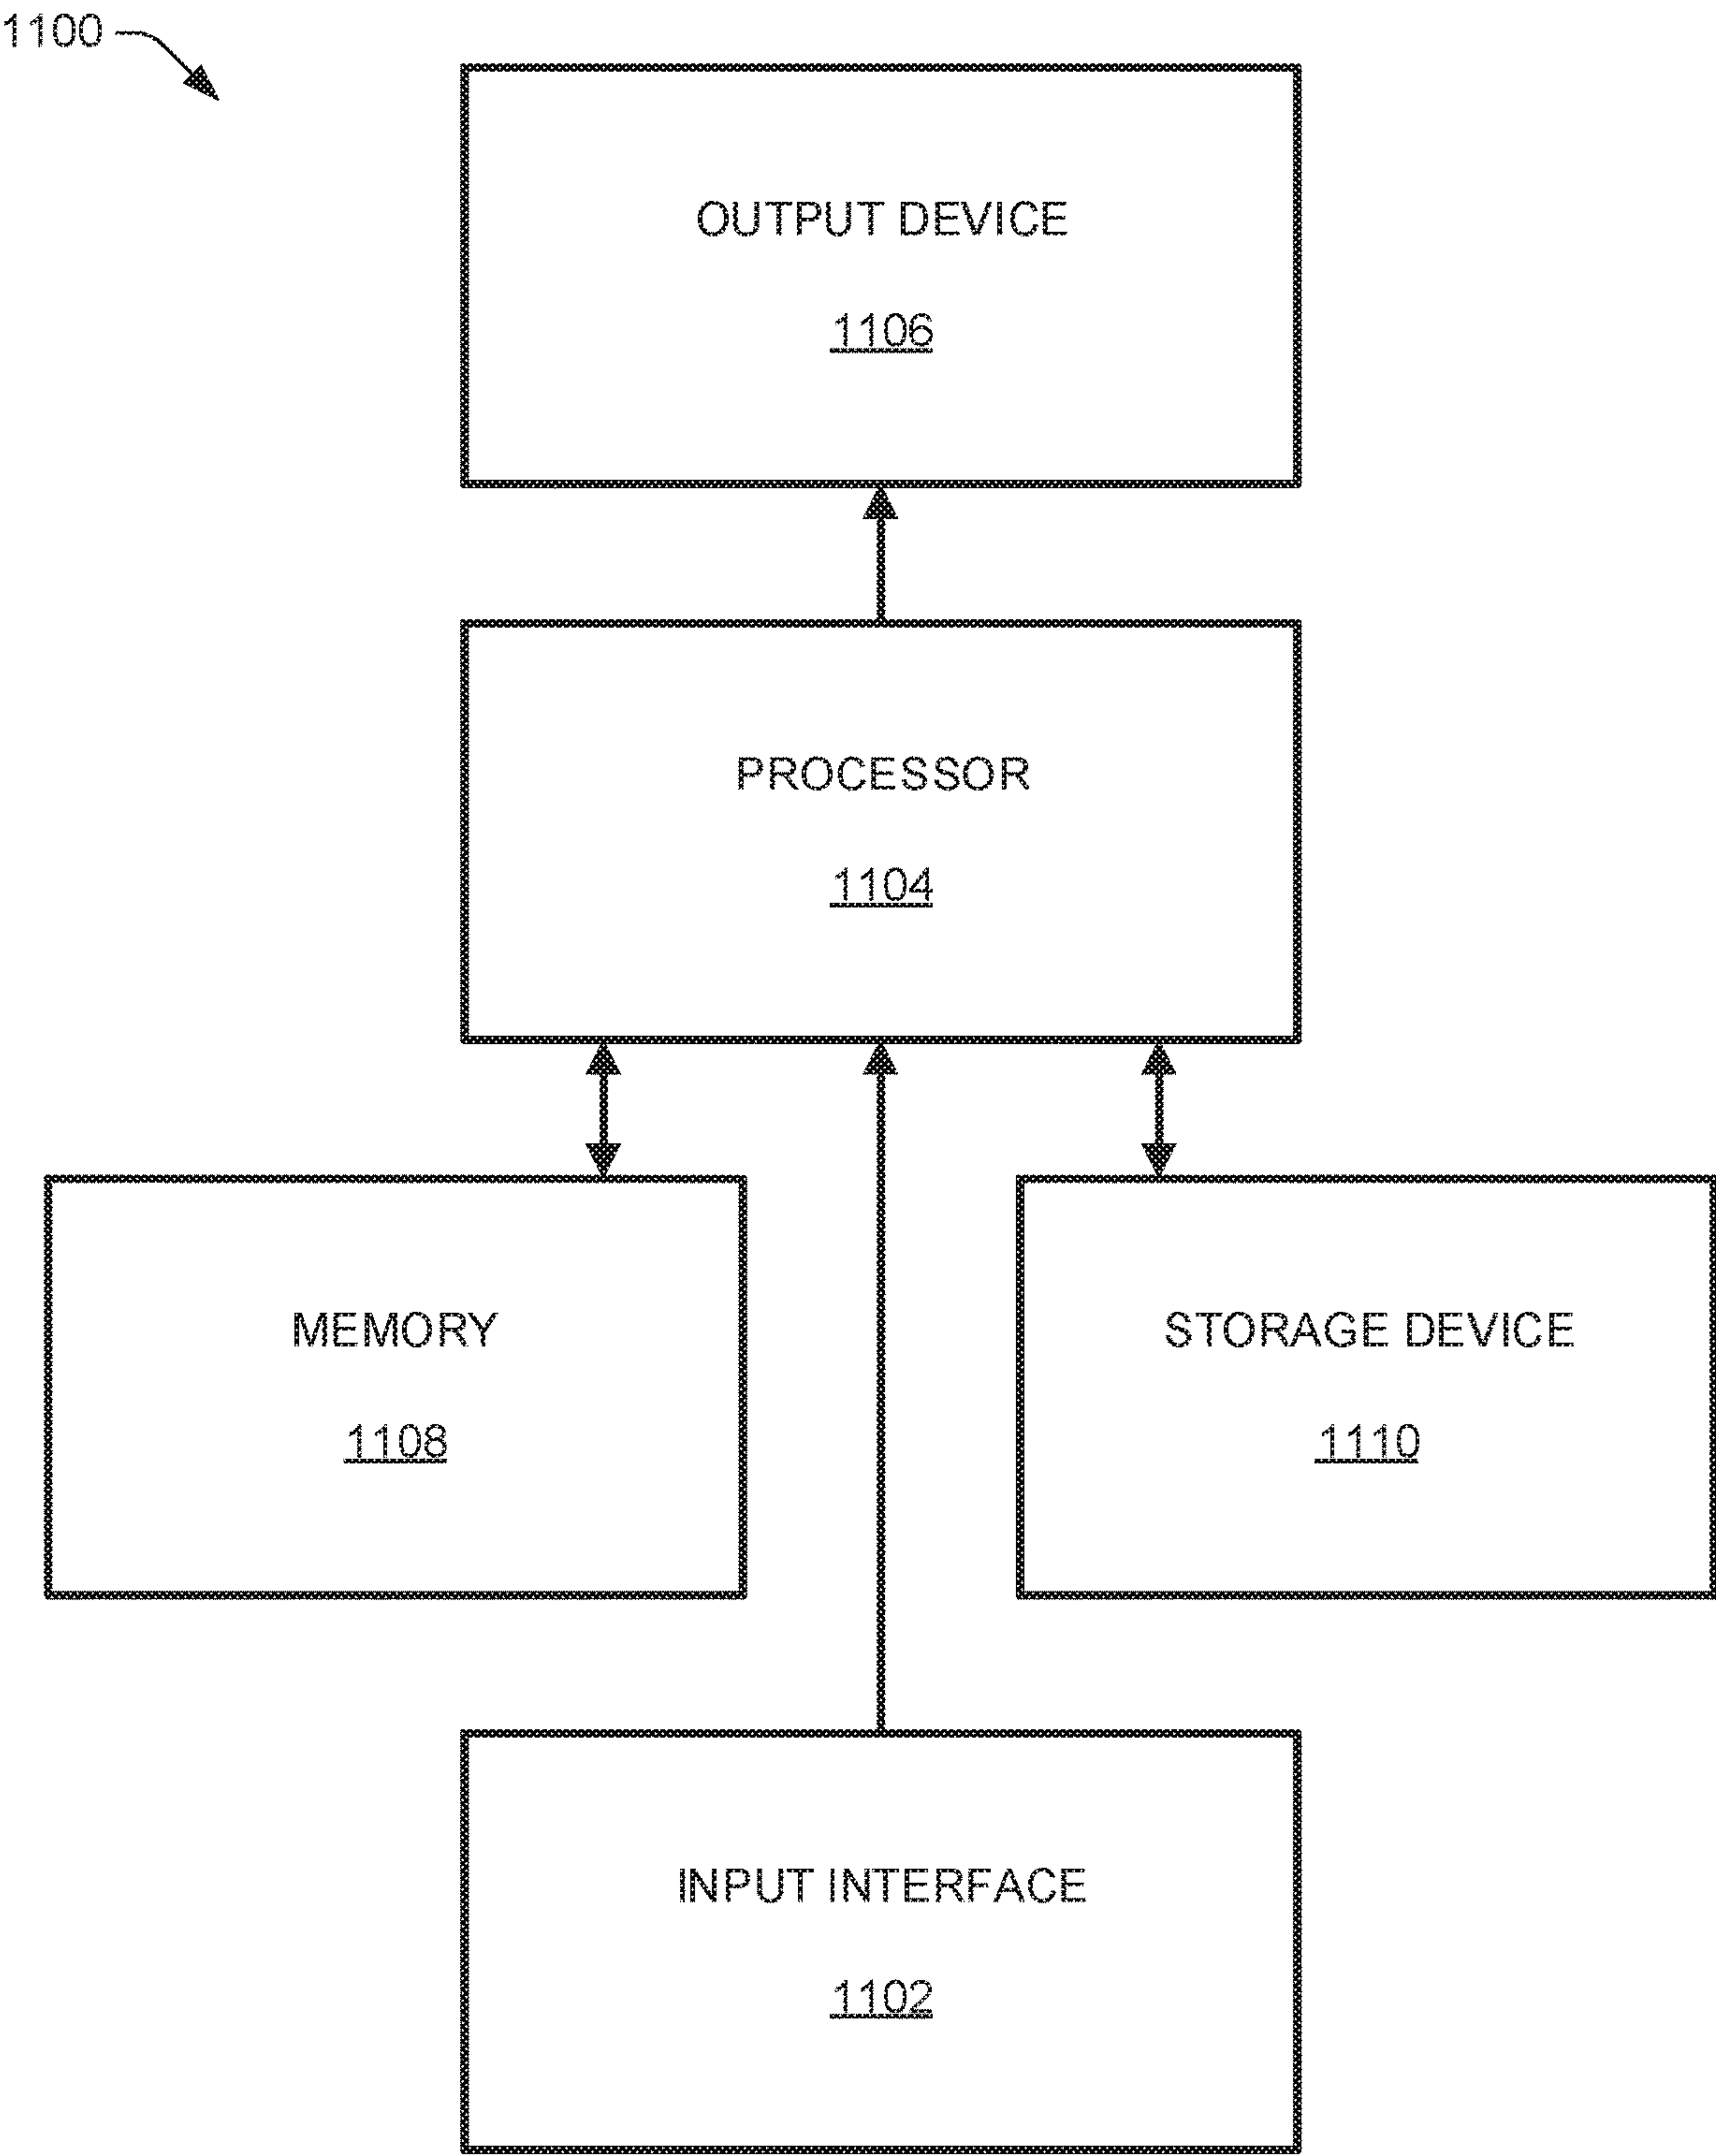 1100
OUTPUT DEVICE
1106
PROCESSOR
1104
MEMORY
1108
STORAGE DEVICE
1110
INPUT INTERFACE
1102